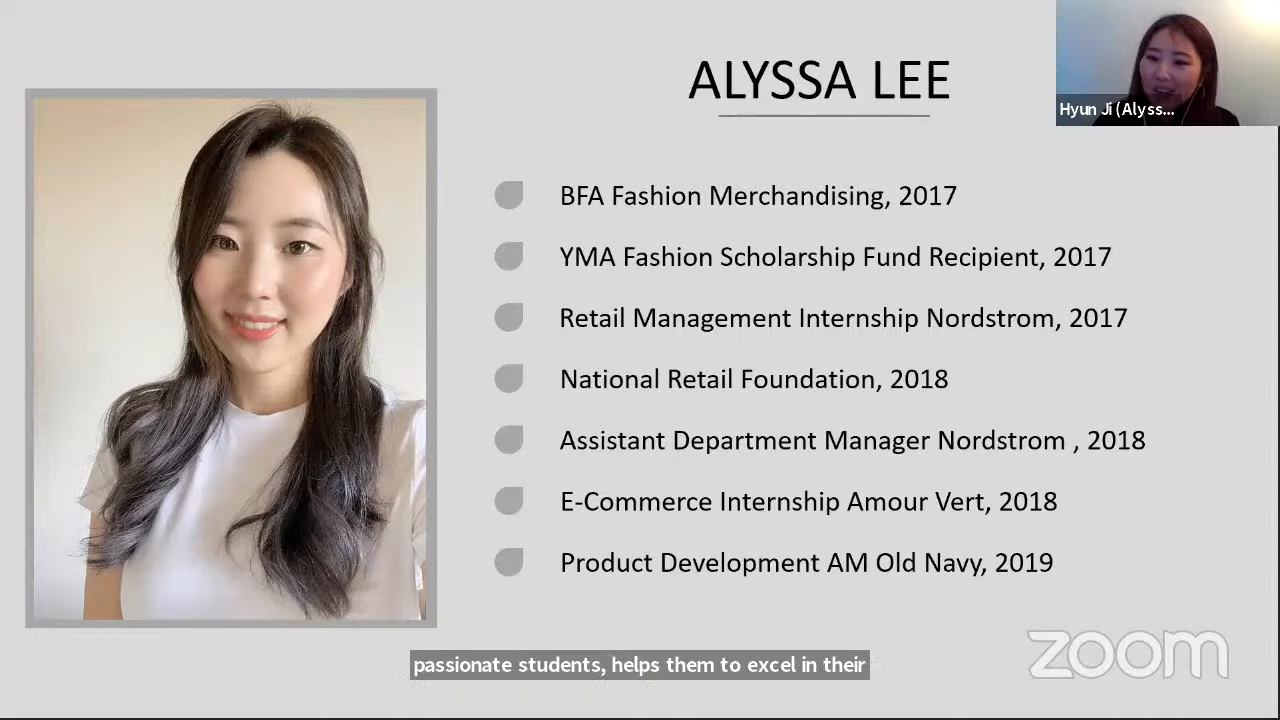 ALYSSA LEE
Hyun Ji (Alyss...
BFA Fashion Merchandising, 2017
YMA Fashion Scholarship Fund Recipient, 2017
Retail Management Internship Nordstrom, 2017
National Retail Foundation, 2018
Assistant Department Manager Nordstrom , 2018
E-Commerce Internship Amour Vert, 2018
Product Development AM Old Navy, 2019
passionate students, helps them to excel in their
zoom